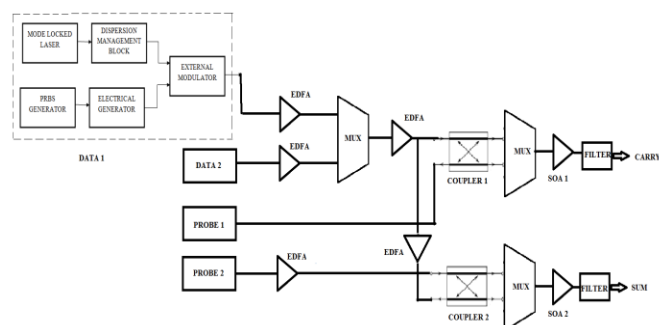 MODE LOCKED
LASER
DISPERSION
MANAGEMENT
BLOCK
EXTERNAL
MODULATOR
PRBS
GENERATOR
ELECTRICAL
GENERATOR
DATA 1
EDFA
EDFA
MUX
EDFA
DATA 2
COUPLER 1
MUX
SOA 1
FILTER
CARRY
PROBE 1
EDFA
PROBE 2
EDFA
COUPLER 2
MUX
SOA 2
FILTER
SUM